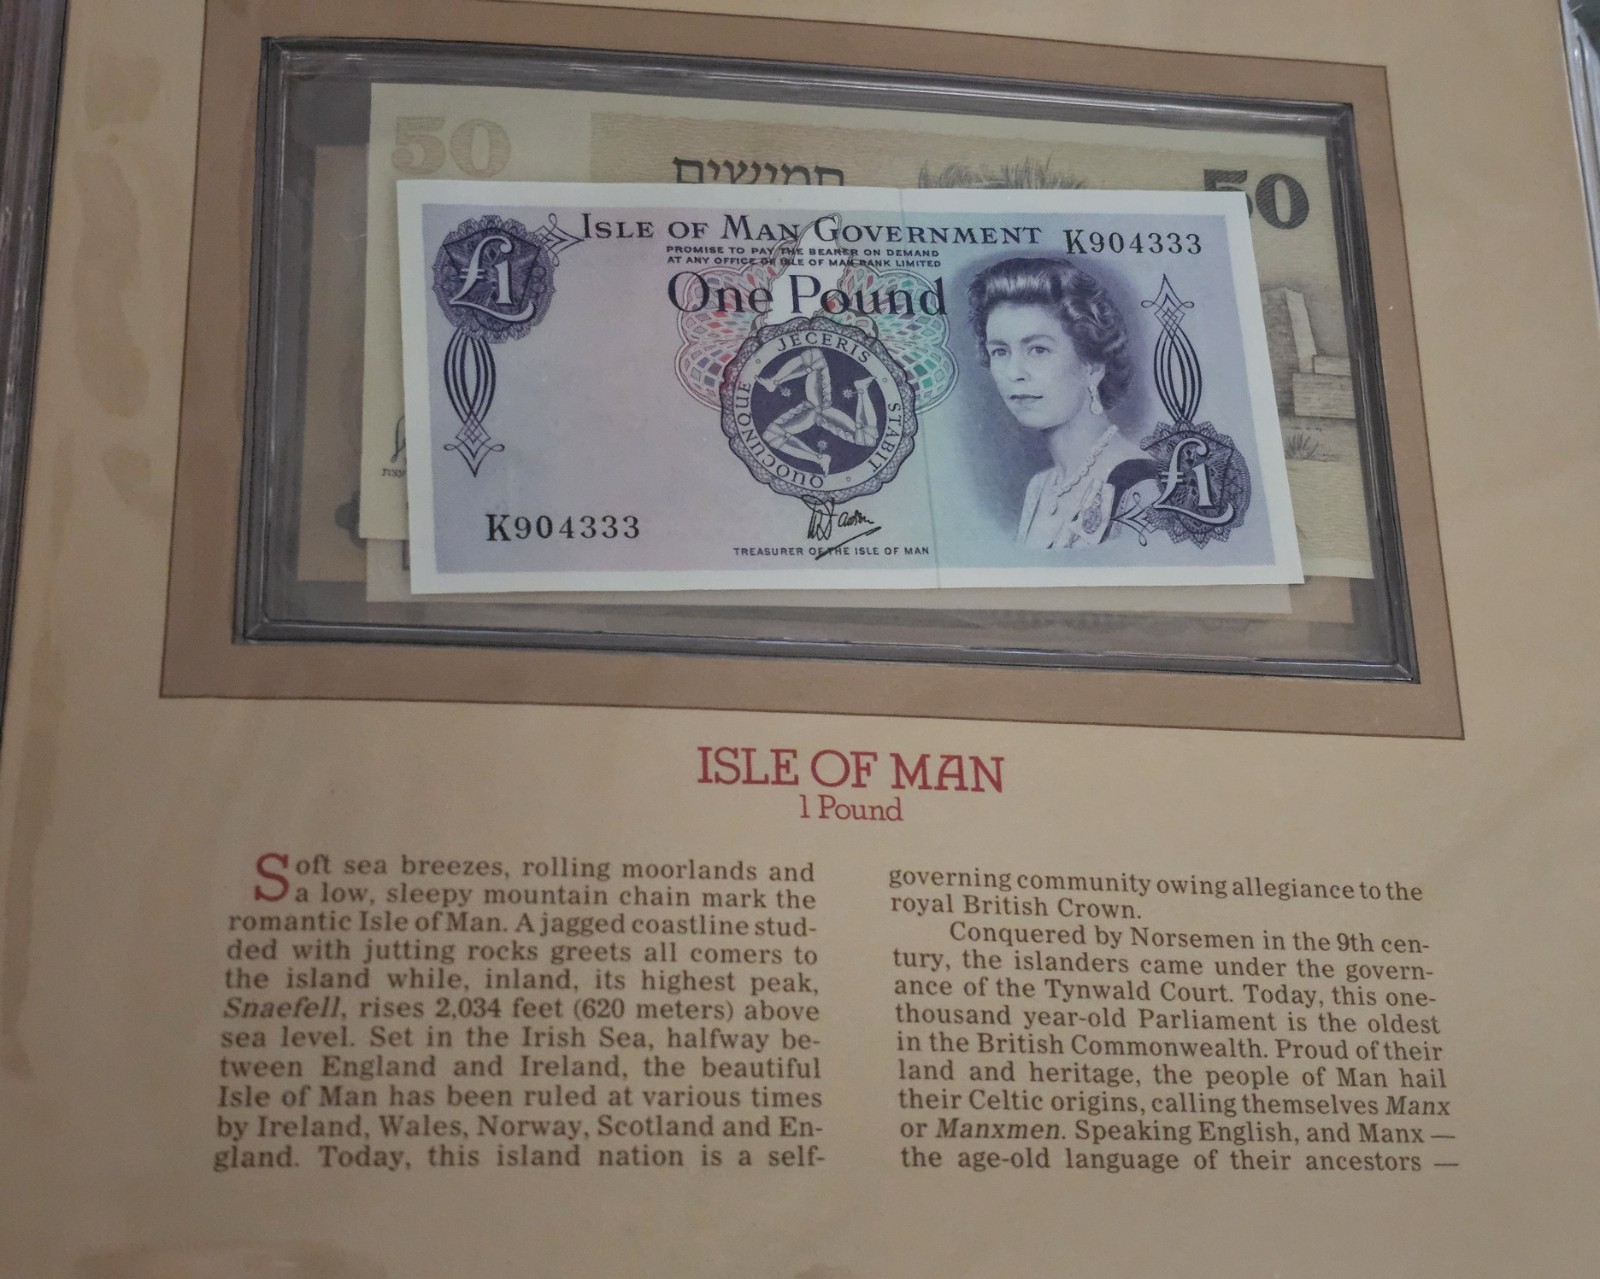 50
חמישים
50
£1
ISLE OF MAN GOVERNMENT
K904333
PROMISE TO PAY THE BEARER ON DEMAND
AT ANY OFFICE OF ISLE OF MAN BANK LIMITED
One Pound
QUOCUNQUE · JECERIS · STABIT
£1
K904333
TREASURER OF THE ISLE OF MAN
ISLE OF MAN
1 Pound
Soft sea breezes, rolling moorlands and
a low, sleepy mountain chain mark the
romantic Isle of Man. A jagged coastline stud-
ded with jutting rocks greets all comers to
the island while, inland, its highest peak,
Snaefell, rises 2,034 feet (620 meters) above
sea level. Set in the Irish Sea, halfway be-
tween England and Ireland, the beautiful
Isle of Man has been ruled at various times
by Ireland, Wales, Norway, Scotland and En-
gland. Today, this island nation is a self-
governing community owing allegiance to the
royal British Crown.
Conquered by Norsemen in the 9th cen-
tury, the islanders came under the govern-
ance of the Tynwald Court. Today, this one-
thousand year-old Parliament is the oldest
in the British Commonwealth. Proud of their
land and heritage, the people of Man hail
their Celtic origins, calling themselves Manx
or Manxmen. Speaking English, and Manx —
the age-old language of their ancestors —